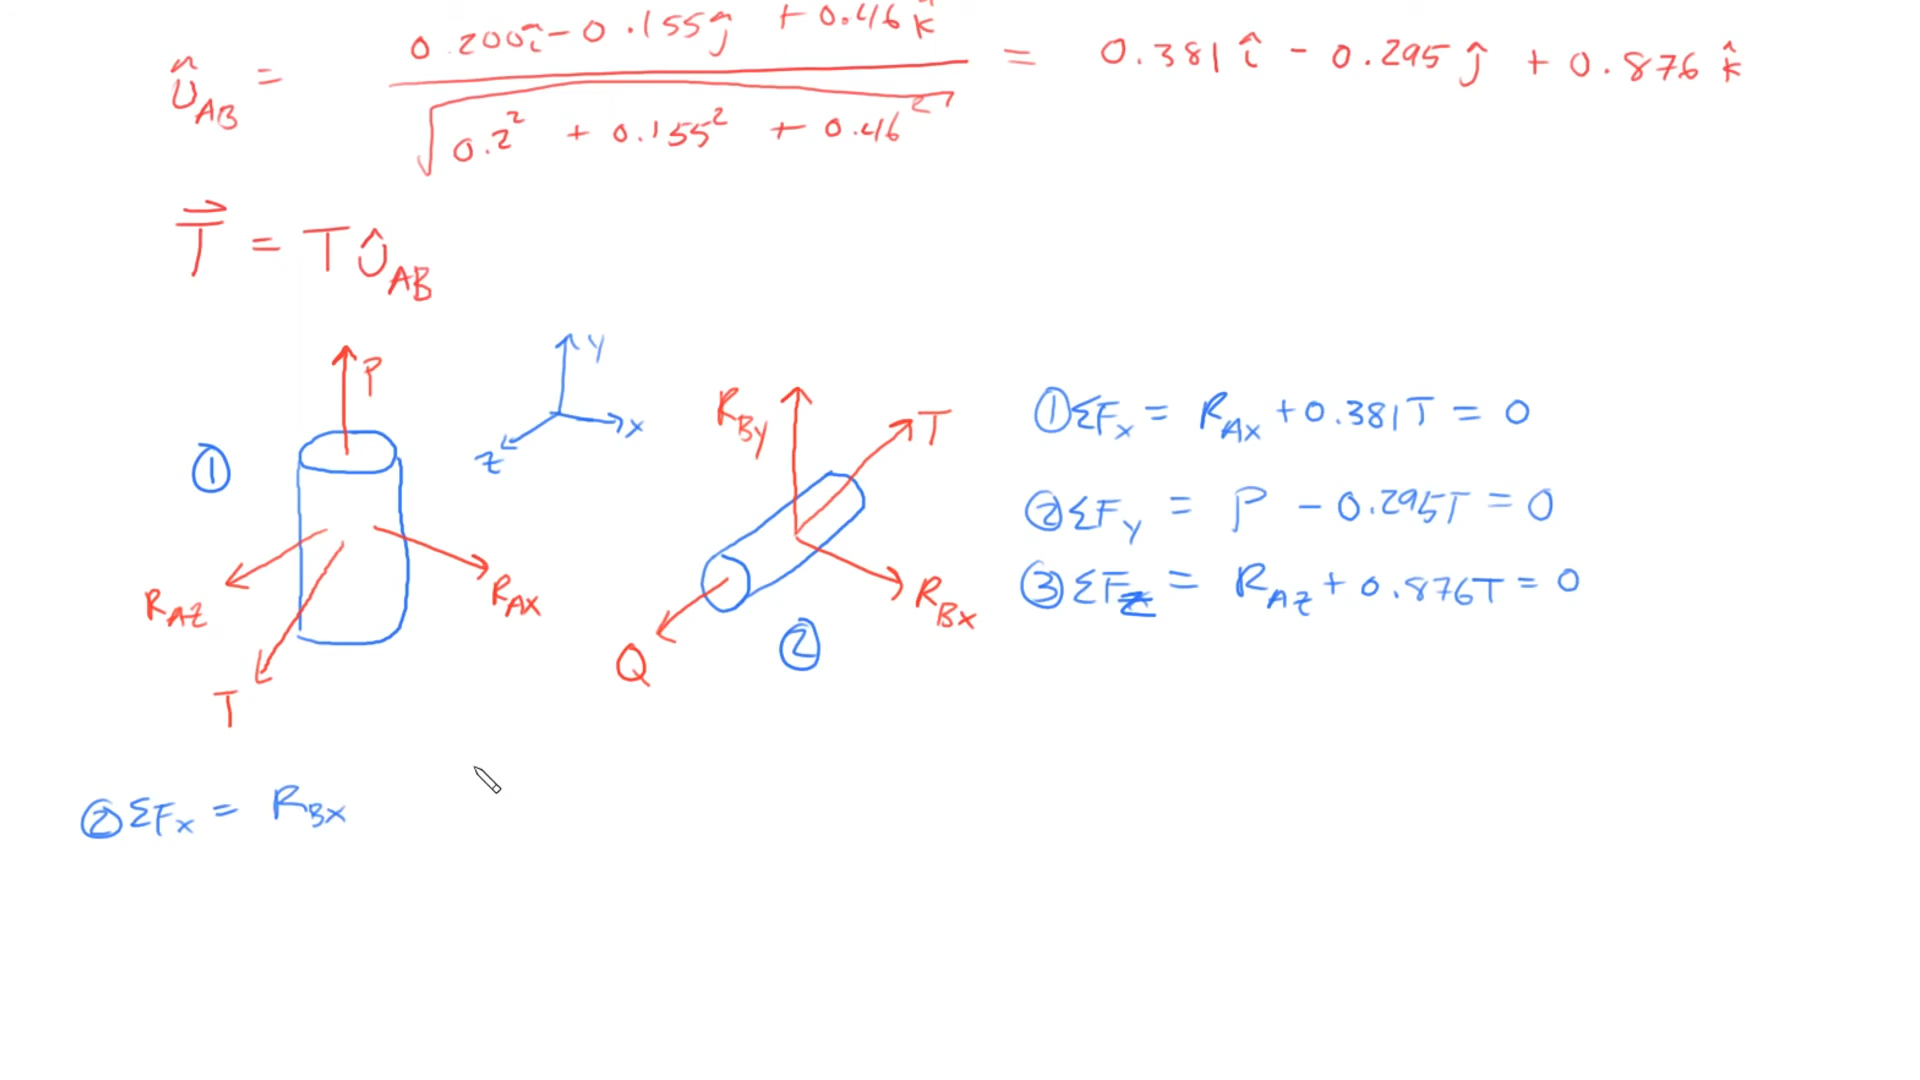 û_AB = (0.200î - 0.155ĵ + 0.46k̂) / √(0.2² + 0.155² + 0.46²) = 0.381î - 0.295ĵ + 0.876k̂
T⃗ = Tû_AB
P
Y
X
Z
①
R_AZ
R_AX
T
R_BY
T
R_BX
Q
②
① ΣF_x = R_AX + 0.381T = 0
② ΣF_Y = P - 0.295T = 0
③ ΣF_Z = R_AZ + 0.876T = 0
② ΣF_x = R_BX